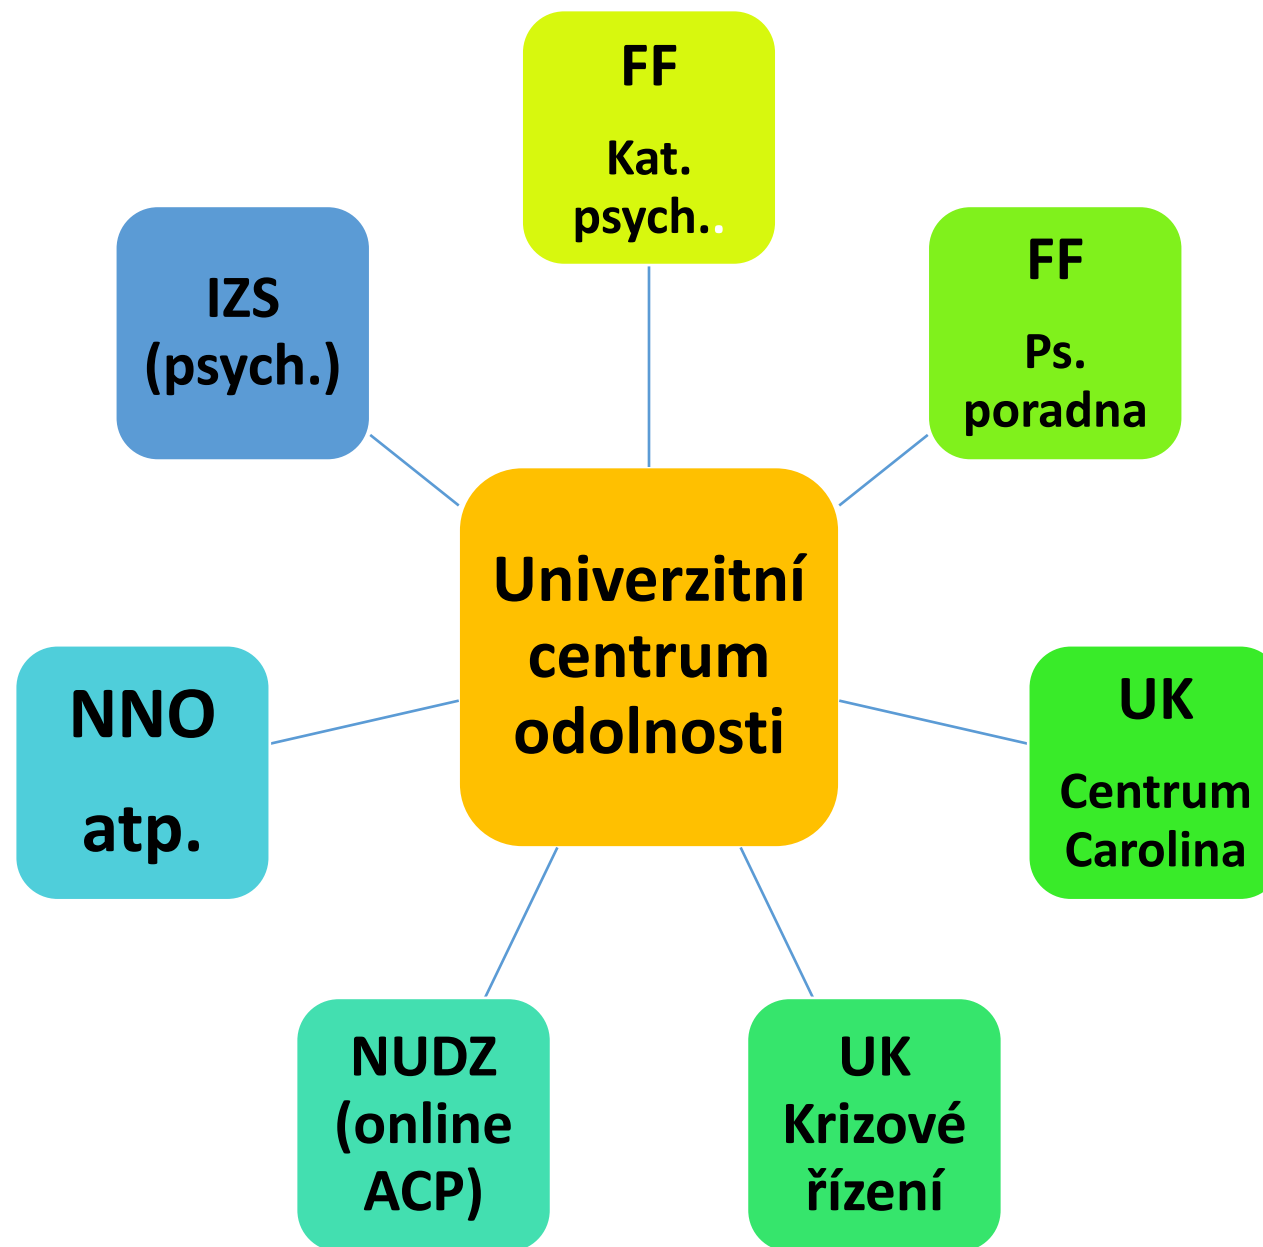 FF
Kat.
psych..
IZS
(psych.)
FF
Ps.
poradna
Univerzitní
centrum
odolnosti
NNO
atp.
UK
Centrum
Carolina
NUDZ
(online
ACP)
UK
Krizové
řízení